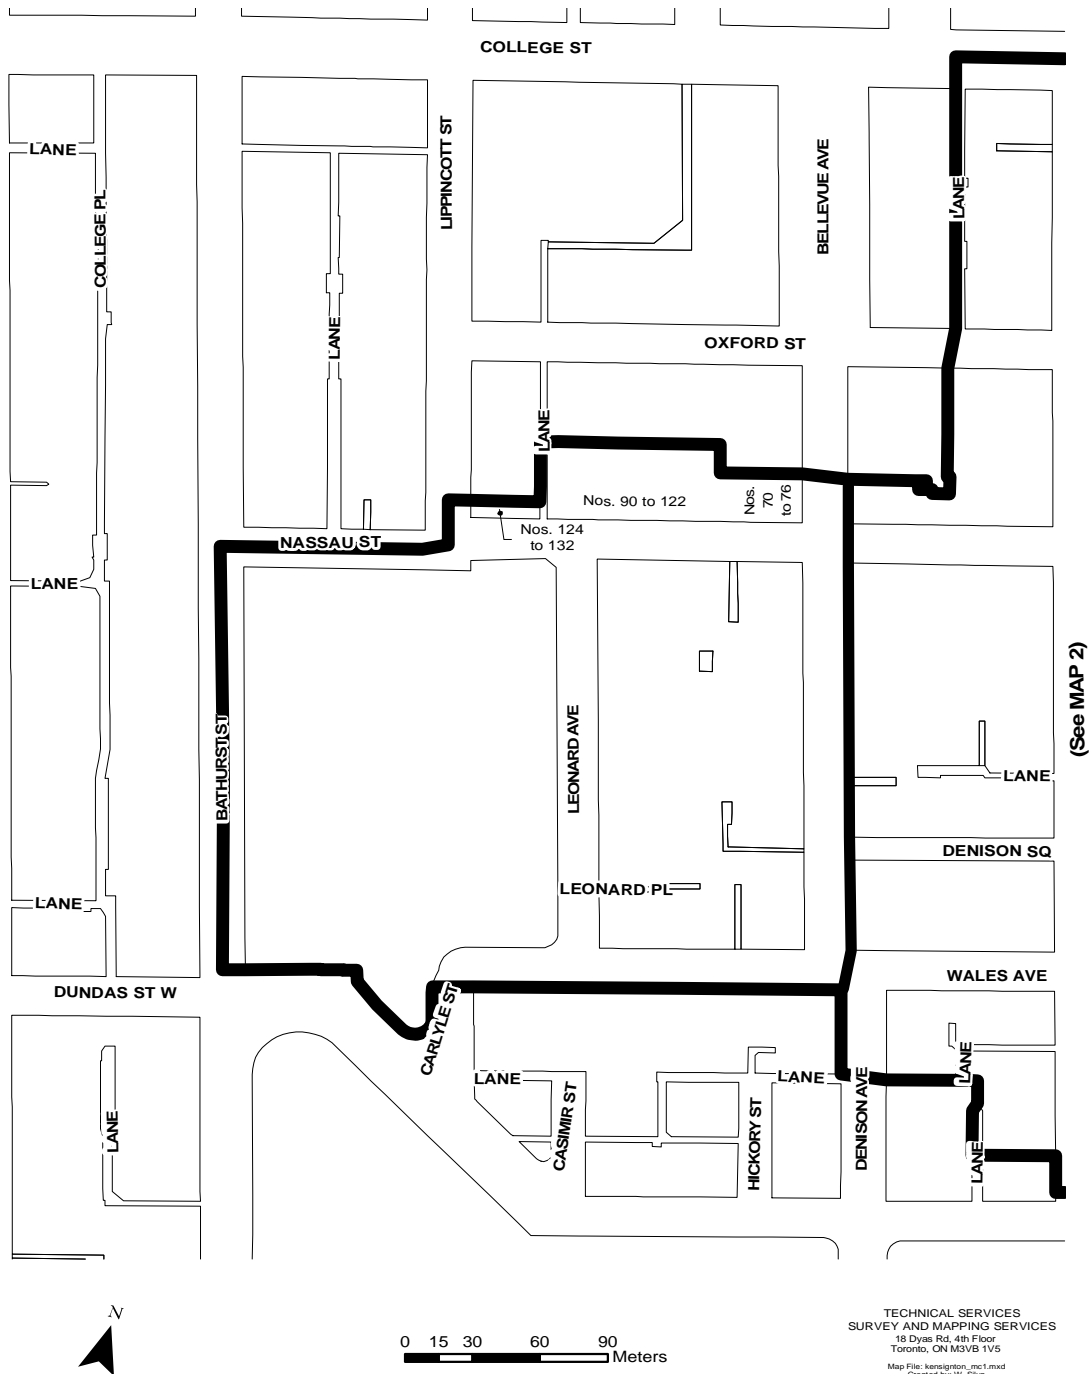 COLLEGE ST
LANE
COLLEGE PL
LIPPINCOTT ST
BELLEVUE AVE
LANE
LANE
OXFORD ST
LANE
Nos. 90 to 122
Nos.
70
to 76
Nos. 124
to 132
NASSAU ST
LANE
(See MAP 2)
BATHURST ST
LEONARD AVE
LANE
DENISON SQ
LEONARD PL
LANE
WALES AVE
DUNDAS ST W
CARLYLE ST
LANE
LANE
LANE
LANE
CASIMIR ST
HICKORY ST
DENISON AVE
LANE
N
0 15 30 60 90
Meters
TECHNICAL SERVICES
SURVEY AND MAPPING SERVICES
18 Dyas Rd, 4th Floor
Toronto, ON M3VB 1V5
Map File: kensignton_mc1.mxd